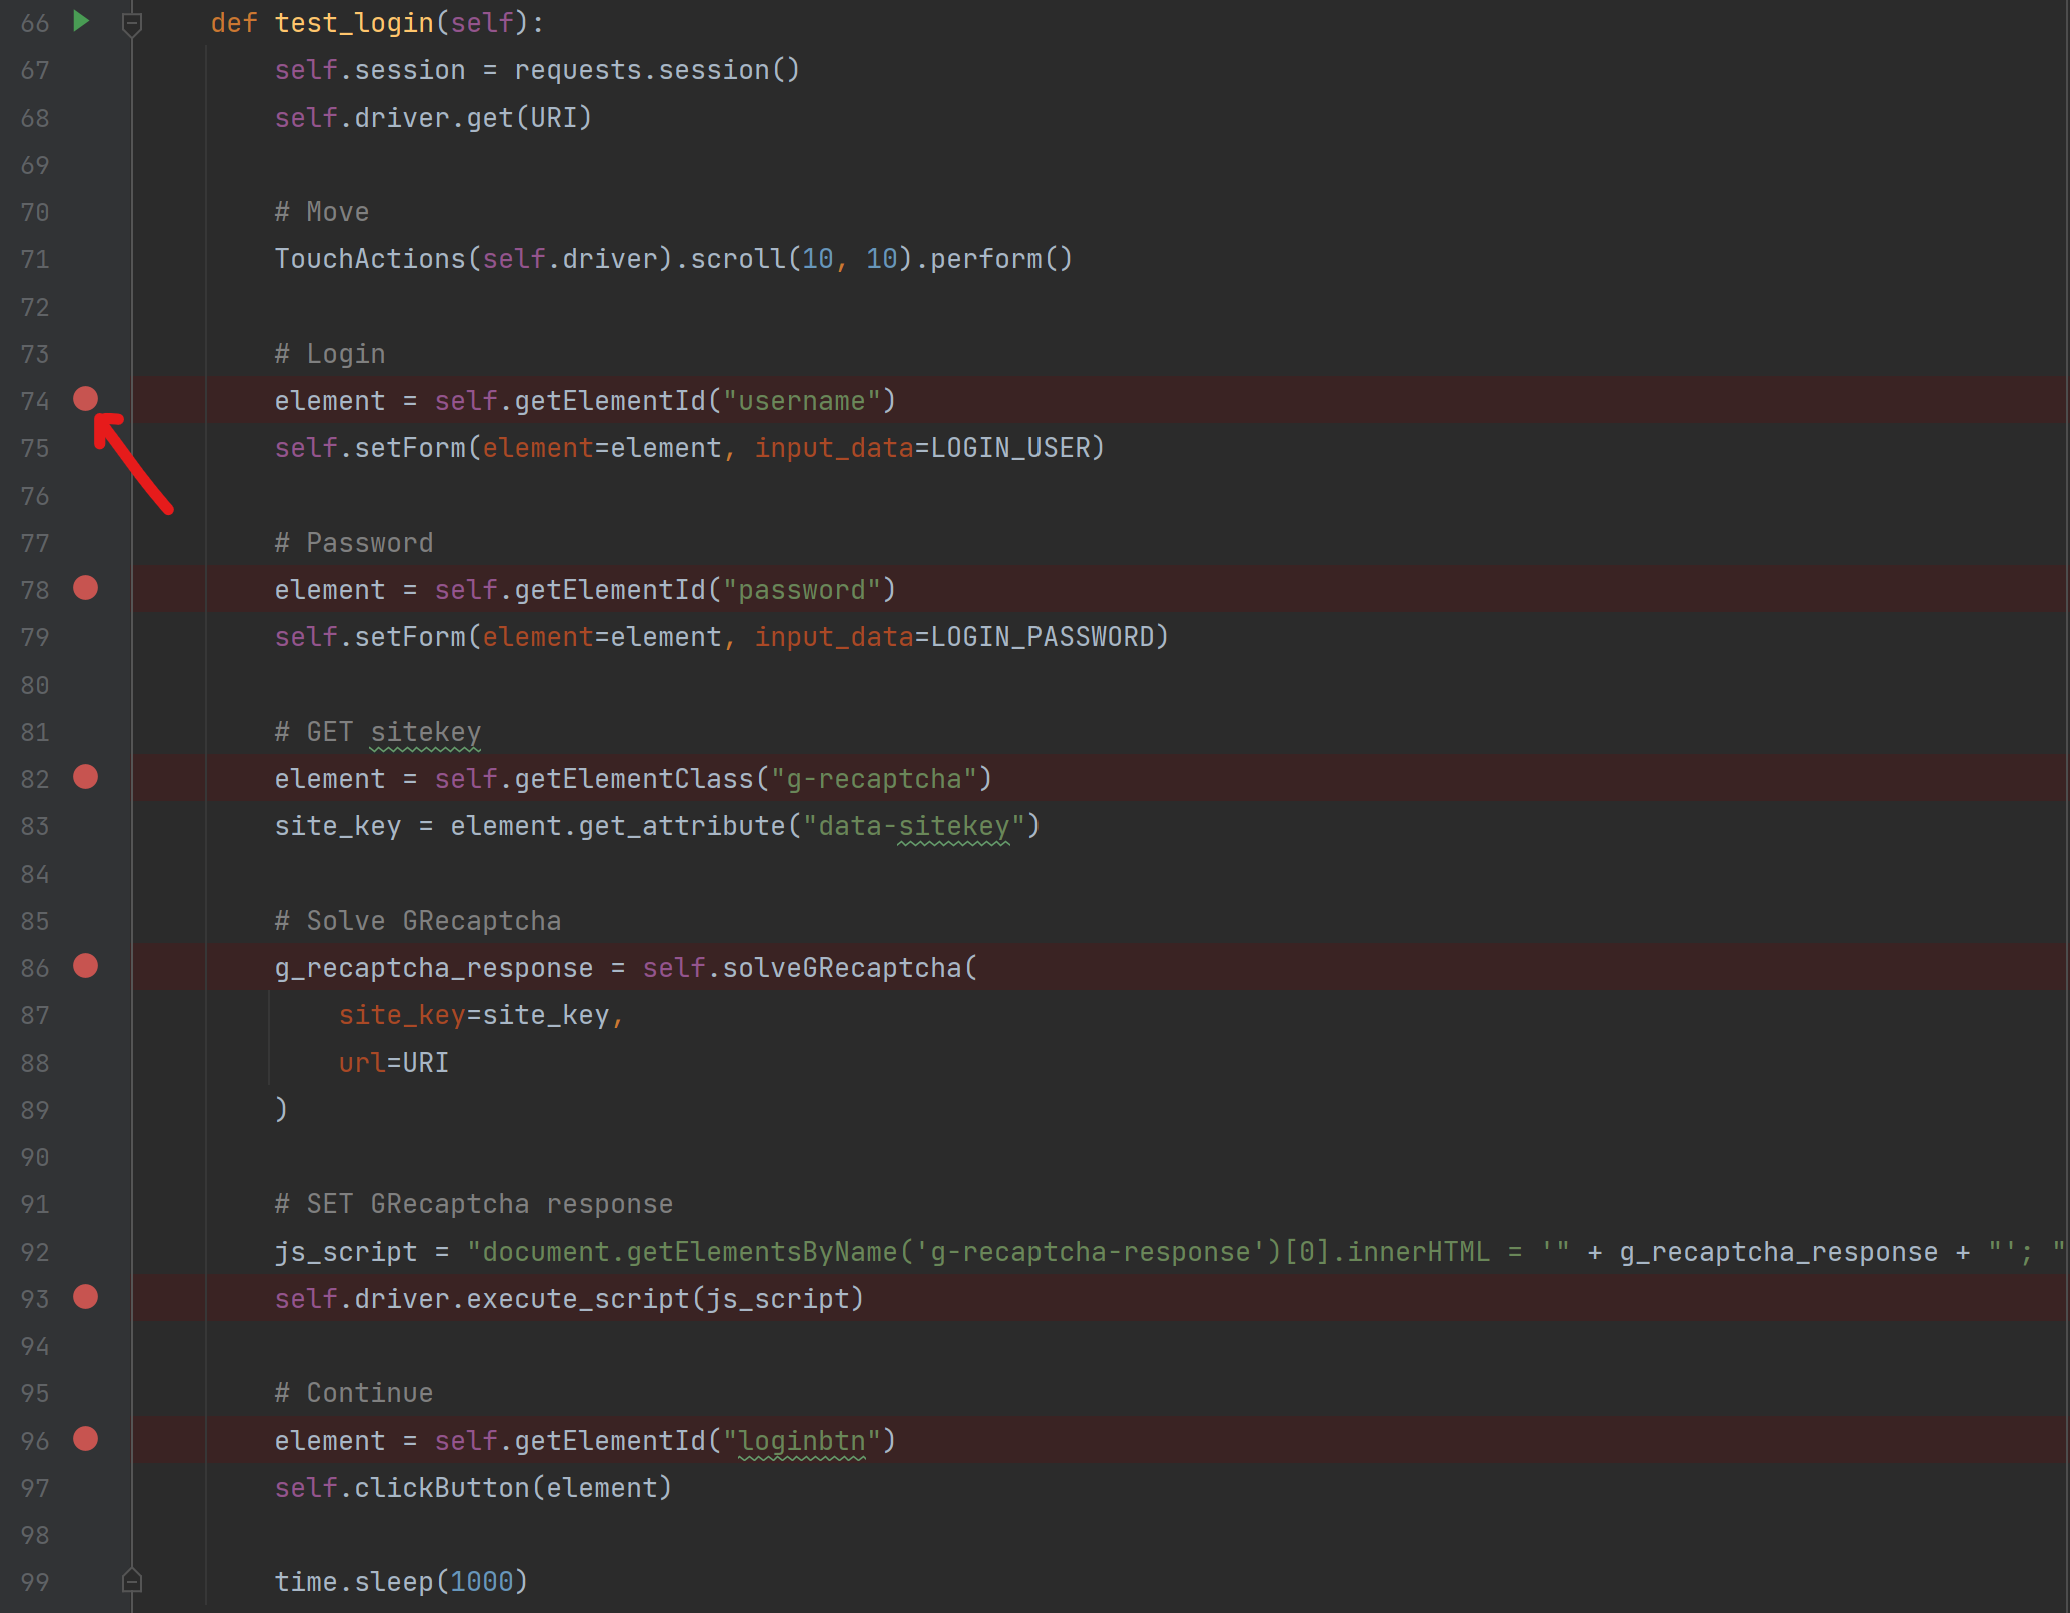 66 def test_login(self):
67 self.session = requests.session()
68 self.driver.get(URI)
69
70 # Move
71 TouchActions(self.driver).scroll(10, 10).perform()
72
73 # Login
74 element = self.getElementId("username")
75 self.setForm(element=element, input_data=LOGIN_USER)
76
77 # Password
78 element = self.getElementId("password")
79 self.setForm(element=element, input_data=LOGIN_PASSWORD)
80
81 # GET sitekey
82 element = self.getElementClass("g-recaptcha")
83 site_key = element.get_attribute("data-sitekey")
84
85 # Solve GRecaptcha
86 g_recaptcha_response = self.solveGRecaptcha(
87 site_key=site_key,
88 url=URI
89 )
90
91 # SET GRecaptcha response
92 js_script = "document.getElementsByName('g-recaptcha-response')[0].innerHTML = '" + g_recaptcha_response + "'; "
93 self.driver.execute_script(js_script)
94
95 # Continue
96 element = self.getElementId("loginbtn")
97 self.clickButton(element)
98
99 time.sleep(1000)